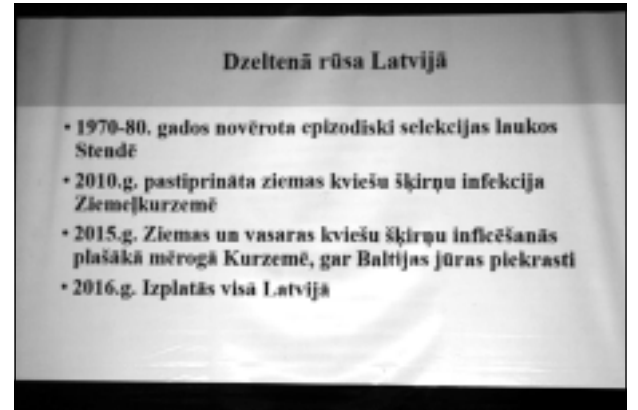 Dzeltenā rūsa Latvijā
• 1970-80. gados novērota epizodiski selekcijas laukos
Stendē
• 2010.g. pastiprināta ziemas kviešu šķirņu infekcija
Ziemeļkurzemē
• 2015.g. Ziemas un vasaras kviešu šķirņu inficēšanās
plašākā mērogā Kurzemē, gar Baltijas jūras piekrasti
• 2016.g. Izplatās visā Latvijā